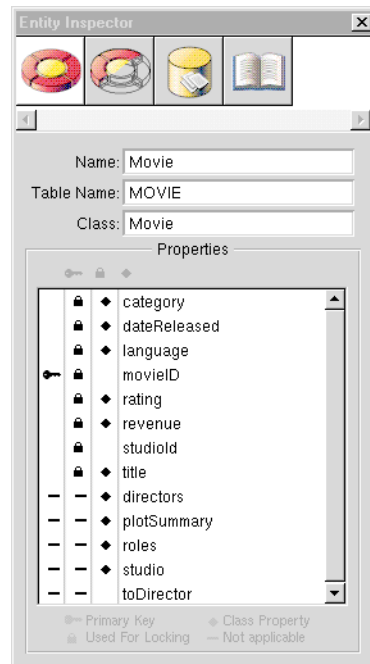 Entity Inspector
Name: Movie
Table Name: MOVIE
Class: Movie
Properties
category
dateReleased
language
movieID
rating
revenue
studioId
title
directors
plotSummary
roles
studio
toDirector
Primary Key Class Property
Used For Locking Not applicable